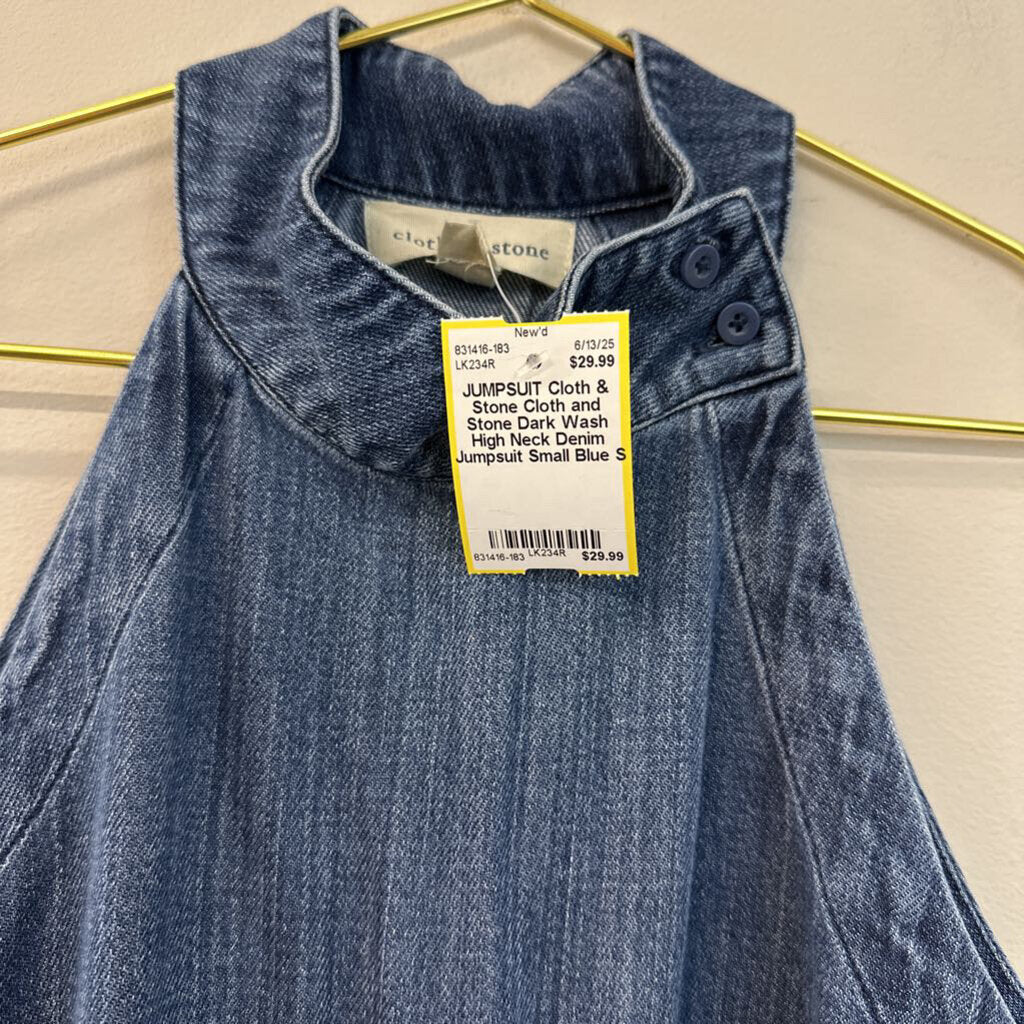 stone
New'd
831416-183 6/13/25
LK234R $29.99
JUMPSUIT Cloth &
Stone Cloth and
Stone Dark Wash
High Neck Denim
Jumpsuit Small Blue S
831416-183 LK234R $29.99